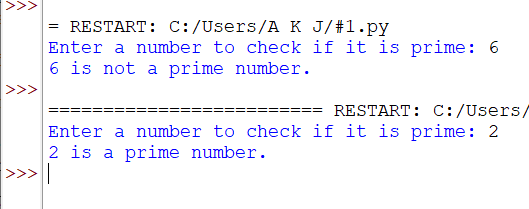 >>>
= RESTART: C:/Users/A K J/#1.py
Enter a number to check if it is prime: 6
6 is not a prime number.
>>>
========================= RESTART: C:/Users/
Enter a number to check if it is prime: 2
2 is a prime number.
>>>